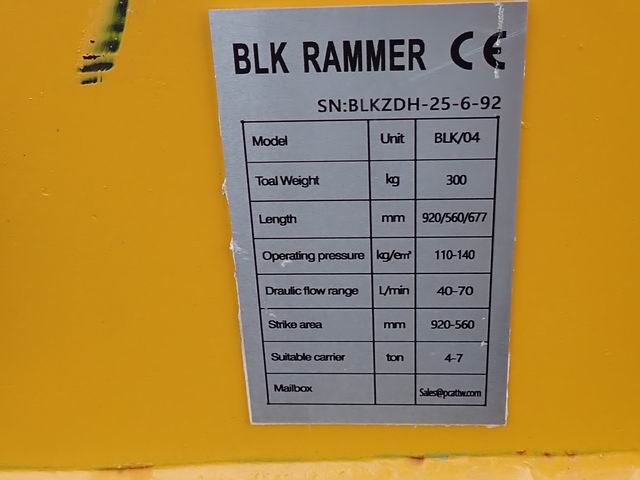 BLK RAMMER CE
SN:BLKZDH-25-6-92
Model Unit BLK/04
Toal Weight kg 300
Length mm 920/560/677
Operating pressure kg/em² 110-140
Draulic flow range L/min 40-70
Strike area mm 920-560
Suitable carrier ton 4-7
Mailbox Sales@pcattw.com